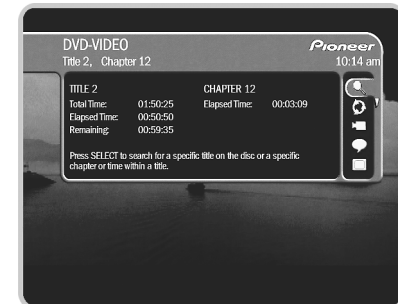 DVD-VIDEO
Pioneer
Title 2, Chapter 12
10:14 am
TITLE 2
CHAPTER 12
Total Time: 01:50:25
Elapsed Time: 00:03:09
Elapsed Time: 00:50:50
Remaining: 00:59:35
Press SELECT to search for a specific title on the disc or a specific
chapter or time within a title.